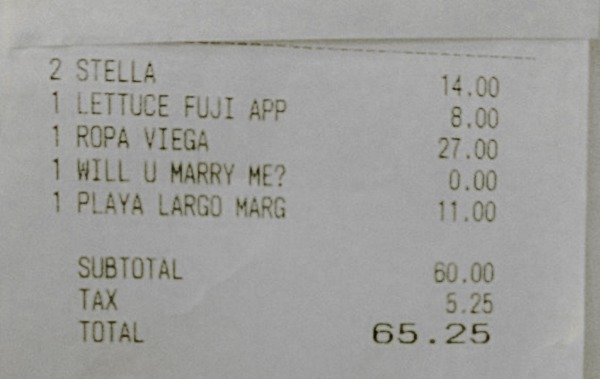 2 STELLA 14.00
1 LETTUCE FUJI APP 8.00
1 ROPA VIEGA 27.00
1 WILL U MARRY ME? 0.00
1 PLAYA LARGO MARG 11.00
SUBTOTAL 60.00
TAX 5.25
TOTAL 65.25